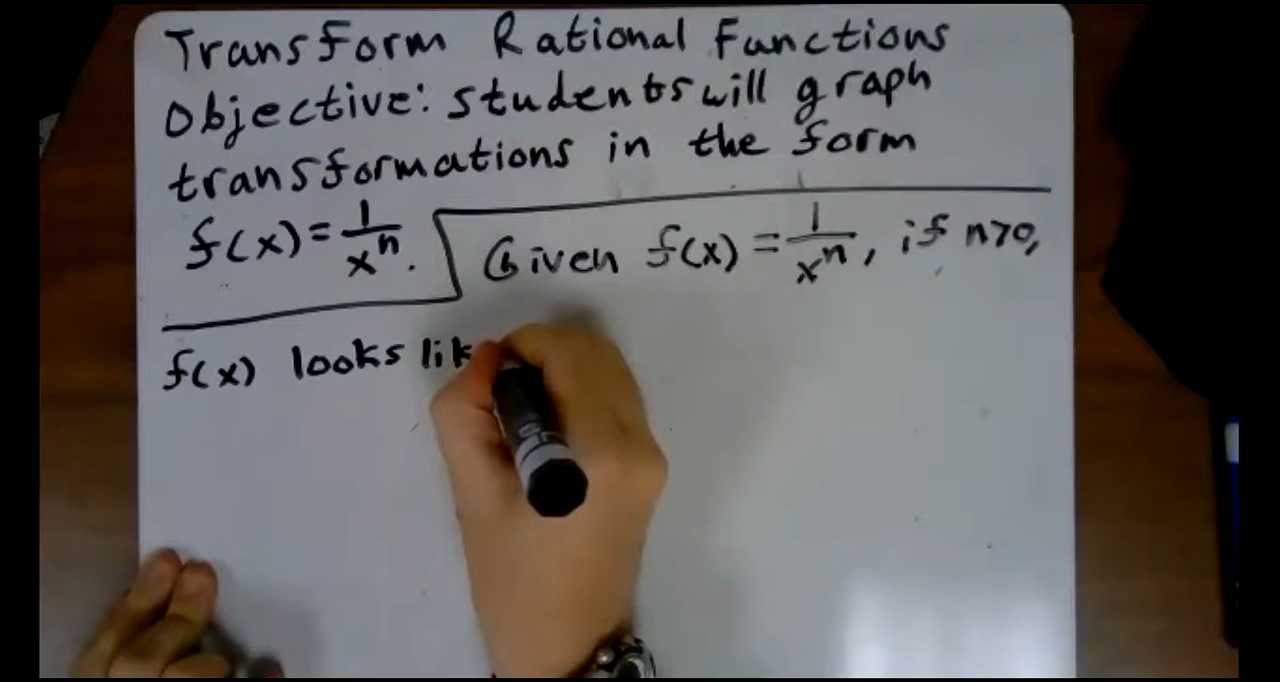 Transform Rational Functions
Objective: students will graph
transformations in the form
f(x) = 1/xⁿ.
Given f(x) = 1/xⁿ, if n>0,
f(x) looks lik